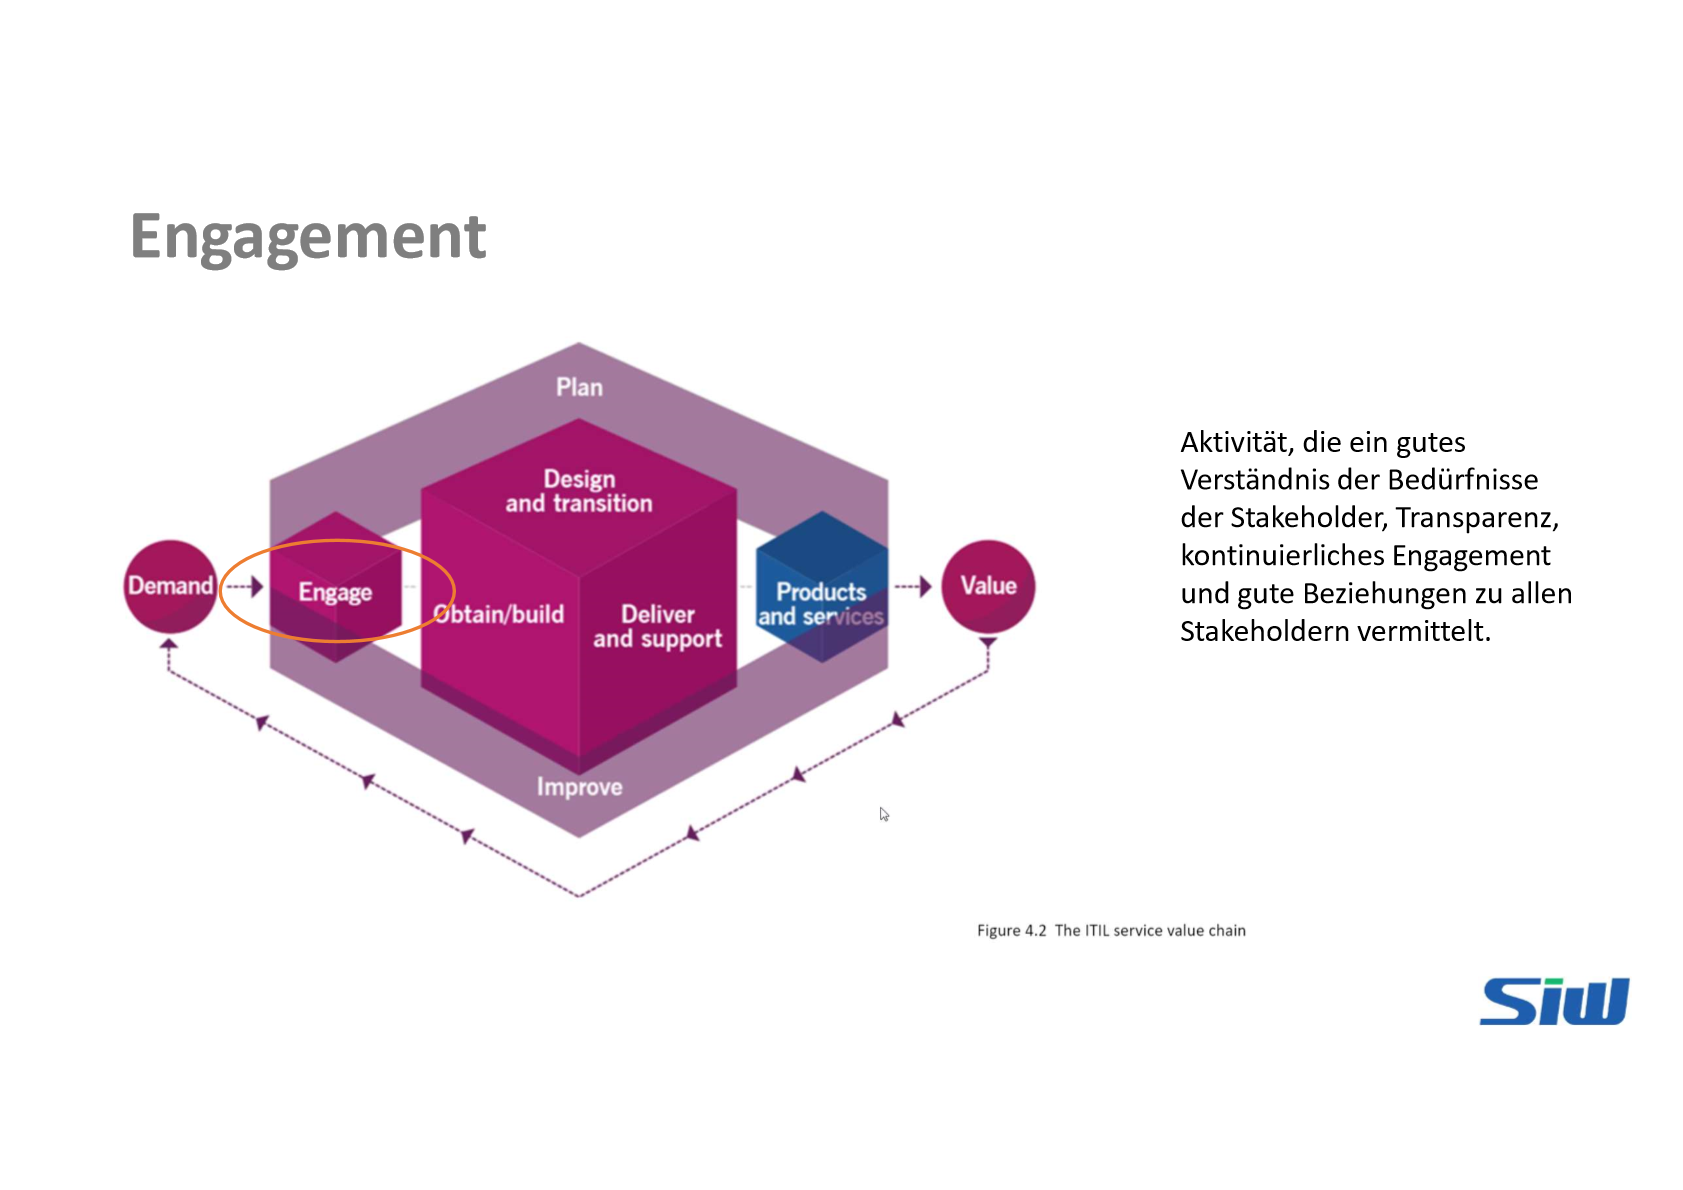 Engagement
Plan
Design
and transition
Demand
Engage
Obtain/build
Deliver
and support
Products
and services
Value
Improve
Aktivität, die ein gutes
Verständnis der Bedürfnisse
der Stakeholder, Transparenz,
kontinuierliches Engagement
und gute Beziehungen zu allen
Stakeholdern vermittelt.
Figure 4.2 The ITIL service value chain
Siw